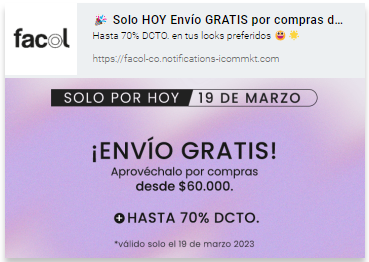 facol
🎉 Solo HOY Envío GRATIS por compras d...
Hasta 70% DCTO. en tus looks preferidos 🤩 🌟
https://facol-co.notifications-icommkt.com
SOLO POR HOY / 19 DE MARZO
¡ENVÍO GRATIS!
Aprovéchalo por compras
desde $60.000.
+HASTA 70% DCTO.
*válido solo el 19 de marzo 2023